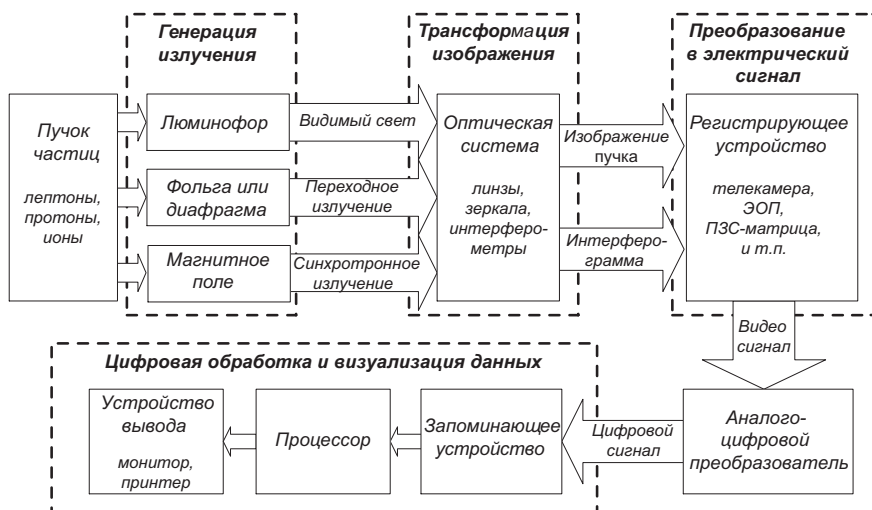 Генерация
излучения
Трансформация
изображения
Преобразование
в электрический
сигнал
Пучок
частиц
лептоны,
протоны,
ионы
Люминофор
Фольга или
диафрагма
Магнитное
поле
Видимый свет
Переходное
излучение
Синхротронное
излучение
Оптическая
система
линзы,
зеркала,
интерферо-
метры
Изображение
пучка
Интерферо-
грамма
Регистрирующее
устройство
телекамера,
ЭОП,
ПЗС-матрица,
и т.п.
Видео
сигнал
Цифровая обработка и визуализация данных
Устройство
вывода
монитор,
принтер
Процессор
Запоминающее
устройство
Цифровой
сигнал
Аналого-
цифровой
преобразователь